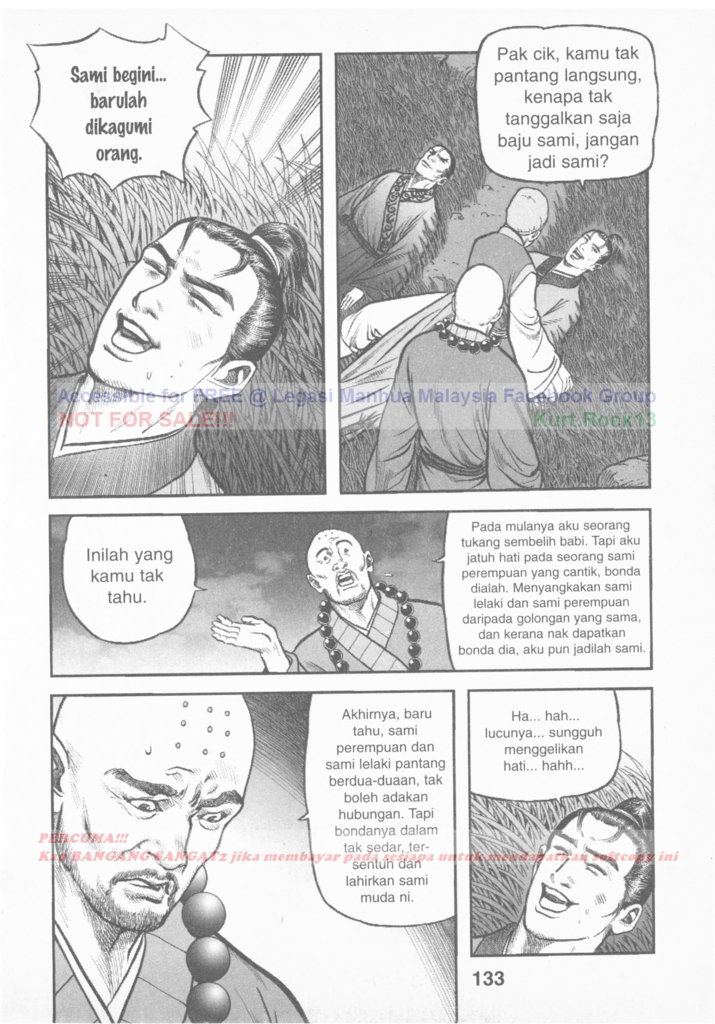 Sami begini...
barulah
dikagumi
orang.
Pak cik, kamu tak
pantang langsung,
kenapa tak
tanggalkan saja
baju sami, jangan
jadi sami?
Accessible for FREE @ Legasi Manhua Malaysia Facebook Group
NOT FOR SALE!!!
Kurt.Rock13
Inilah yang
kamu tak
tahu.
Pada mulanya aku seorang
tukang sembelih babi. Tapi aku
jatuh hati pada seorang sami
perempuan yang cantik, bonda
dialah. Menyangkakan sami
lelaki dan sami perempuan
daripada golongan yang sama,
dan kerana nak dapatkan
bonda dia, aku pun jadilah sami.
Akhirnya, baru
tahu, sami
perempuan dan
sami lelaki pantang
berdua-duaan, tak
boleh adakan
hubungan. Tapi
bondanya dalam
tak sedar, ter-
sentuh dan
lahirkan sami
muda ni.
Ha... hah...
lucunya... sungguh
menggelikan
hati... hahh...
PERCUMA!!!
BANGANG SANGAT2 jika membayar pada sesiapa untuk mendapatkan softcopy ini
133